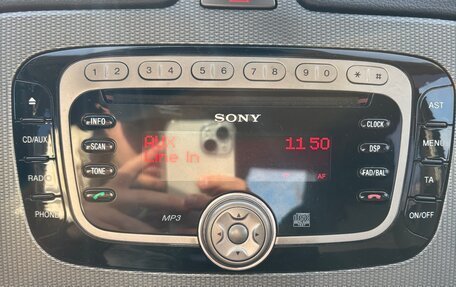 1 2 3 4 5 6 7 8 9 0 * #
SONY
INFO
CLOCK
AST
CD/AUX
SCAN
AUX 11 50
DSP
MENU
Line In
RADIO
TONE
AF
FAD/BAL
TA
PHONE
MP3
ON/OFF